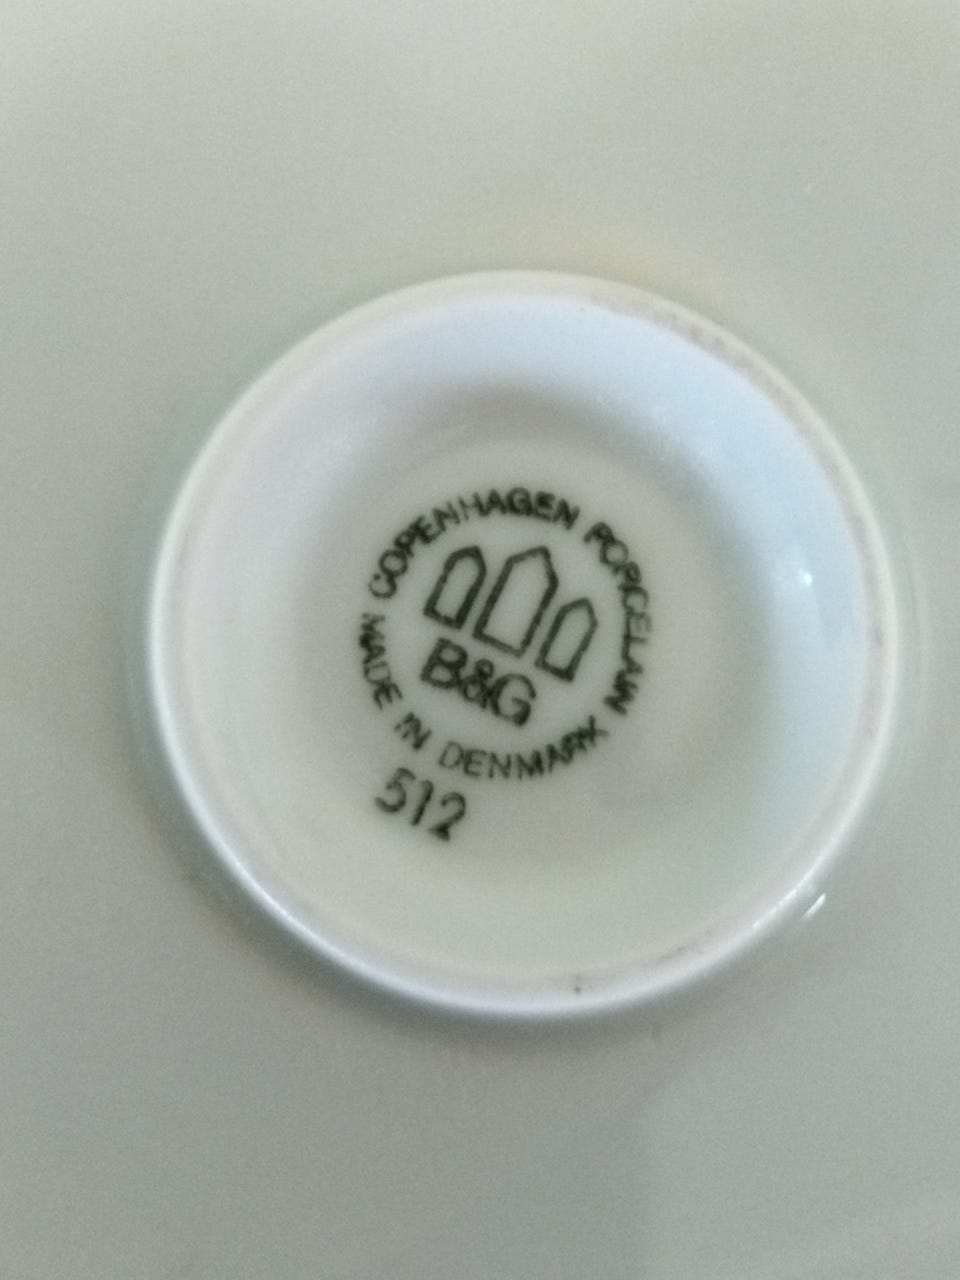 COPENHAGEN PORCELAIN
B&G
MADE IN DENMARK
512